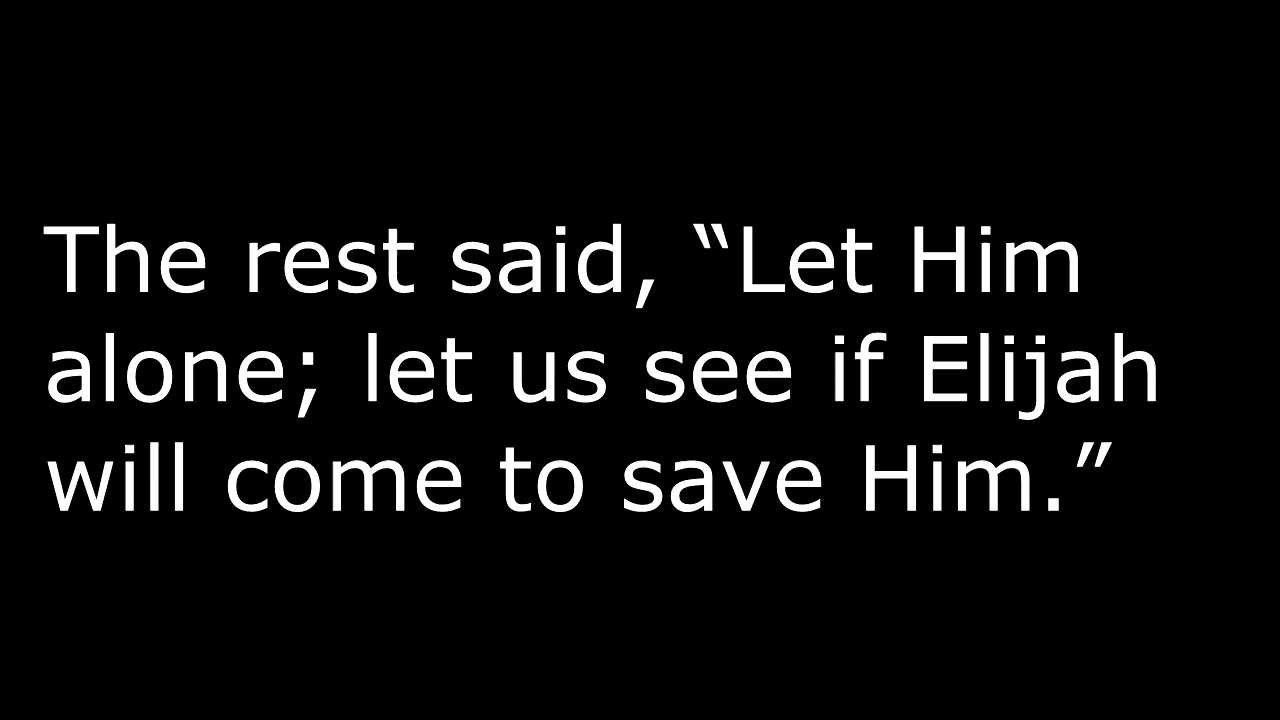 The rest said, “Let Him
alone; let us see if Elijah
will come to save Him.”